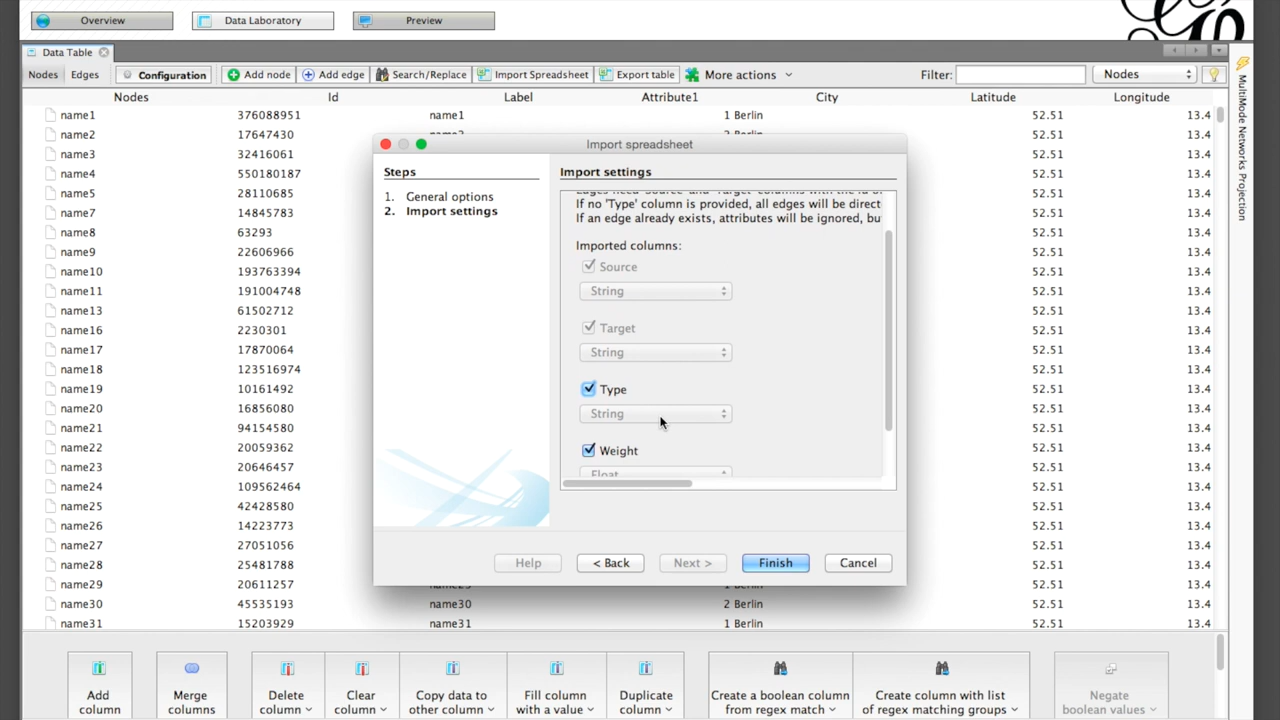 Overview Data Laboratory Preview
Data Table
Nodes Edges Configuration Add node Add edge Search/Replace Import Spreadsheet Export table More actions Filter: Nodes
Nodes Id Label Attribute1 City Latitude Longitude
name1 376088951 name1 1 Berlin 52.51 13.4
name2 17647430 52.51 13.4
name3 32416061 52.51 13.4
name4 550180187 52.51 13.4
name5 28110685 52.51 13.4
name7 14845783 52.51 13.4
name8 63293 52.51 13.4
name9 22606966 52.51 13.4
name10 193763394 52.51 13.4
name11 191004748 52.51 13.4
name13 61502712 52.51 13.4
name16 2230301 52.51 13.4
name17 17870064 52.51 13.4
name18 123516974 52.51 13.4
name19 10161492 52.51 13.4
name20 16856080 52.51 13.4
name21 94154580 52.51 13.4
name22 20059362 52.51 13.4
name23 20646457 52.51 13.4
name24 109562464 52.51 13.4
name25 42428580 52.51 13.4
name26 14223773 52.51 13.4
name27 27051056 52.51 13.4
name28 25481788 52.51 13.4
name29 20611257 52.51 13.4
name30 45535193 name30 2 Berlin 52.51 13.4
name31 15203929 name31 1 Berlin 52.51 13.4
Import spreadsheet
Steps
1. General options
2. Import settings
Import settings
If no 'Type' column is provided, all edges will be direct
If an edge already exists, attributes will be ignored, bu
Imported columns:
Source
String
Target
String
Type
String
Weight
Float
Help < Back Next > Finish Cancel
Add column
Merge columns
Delete column
Clear column
Copy data to other column
Fill column with a value
Duplicate column
Create a boolean column from regex match
Create column with list of regex matching groups
Negate boolean values
MultiMode Networks Projection